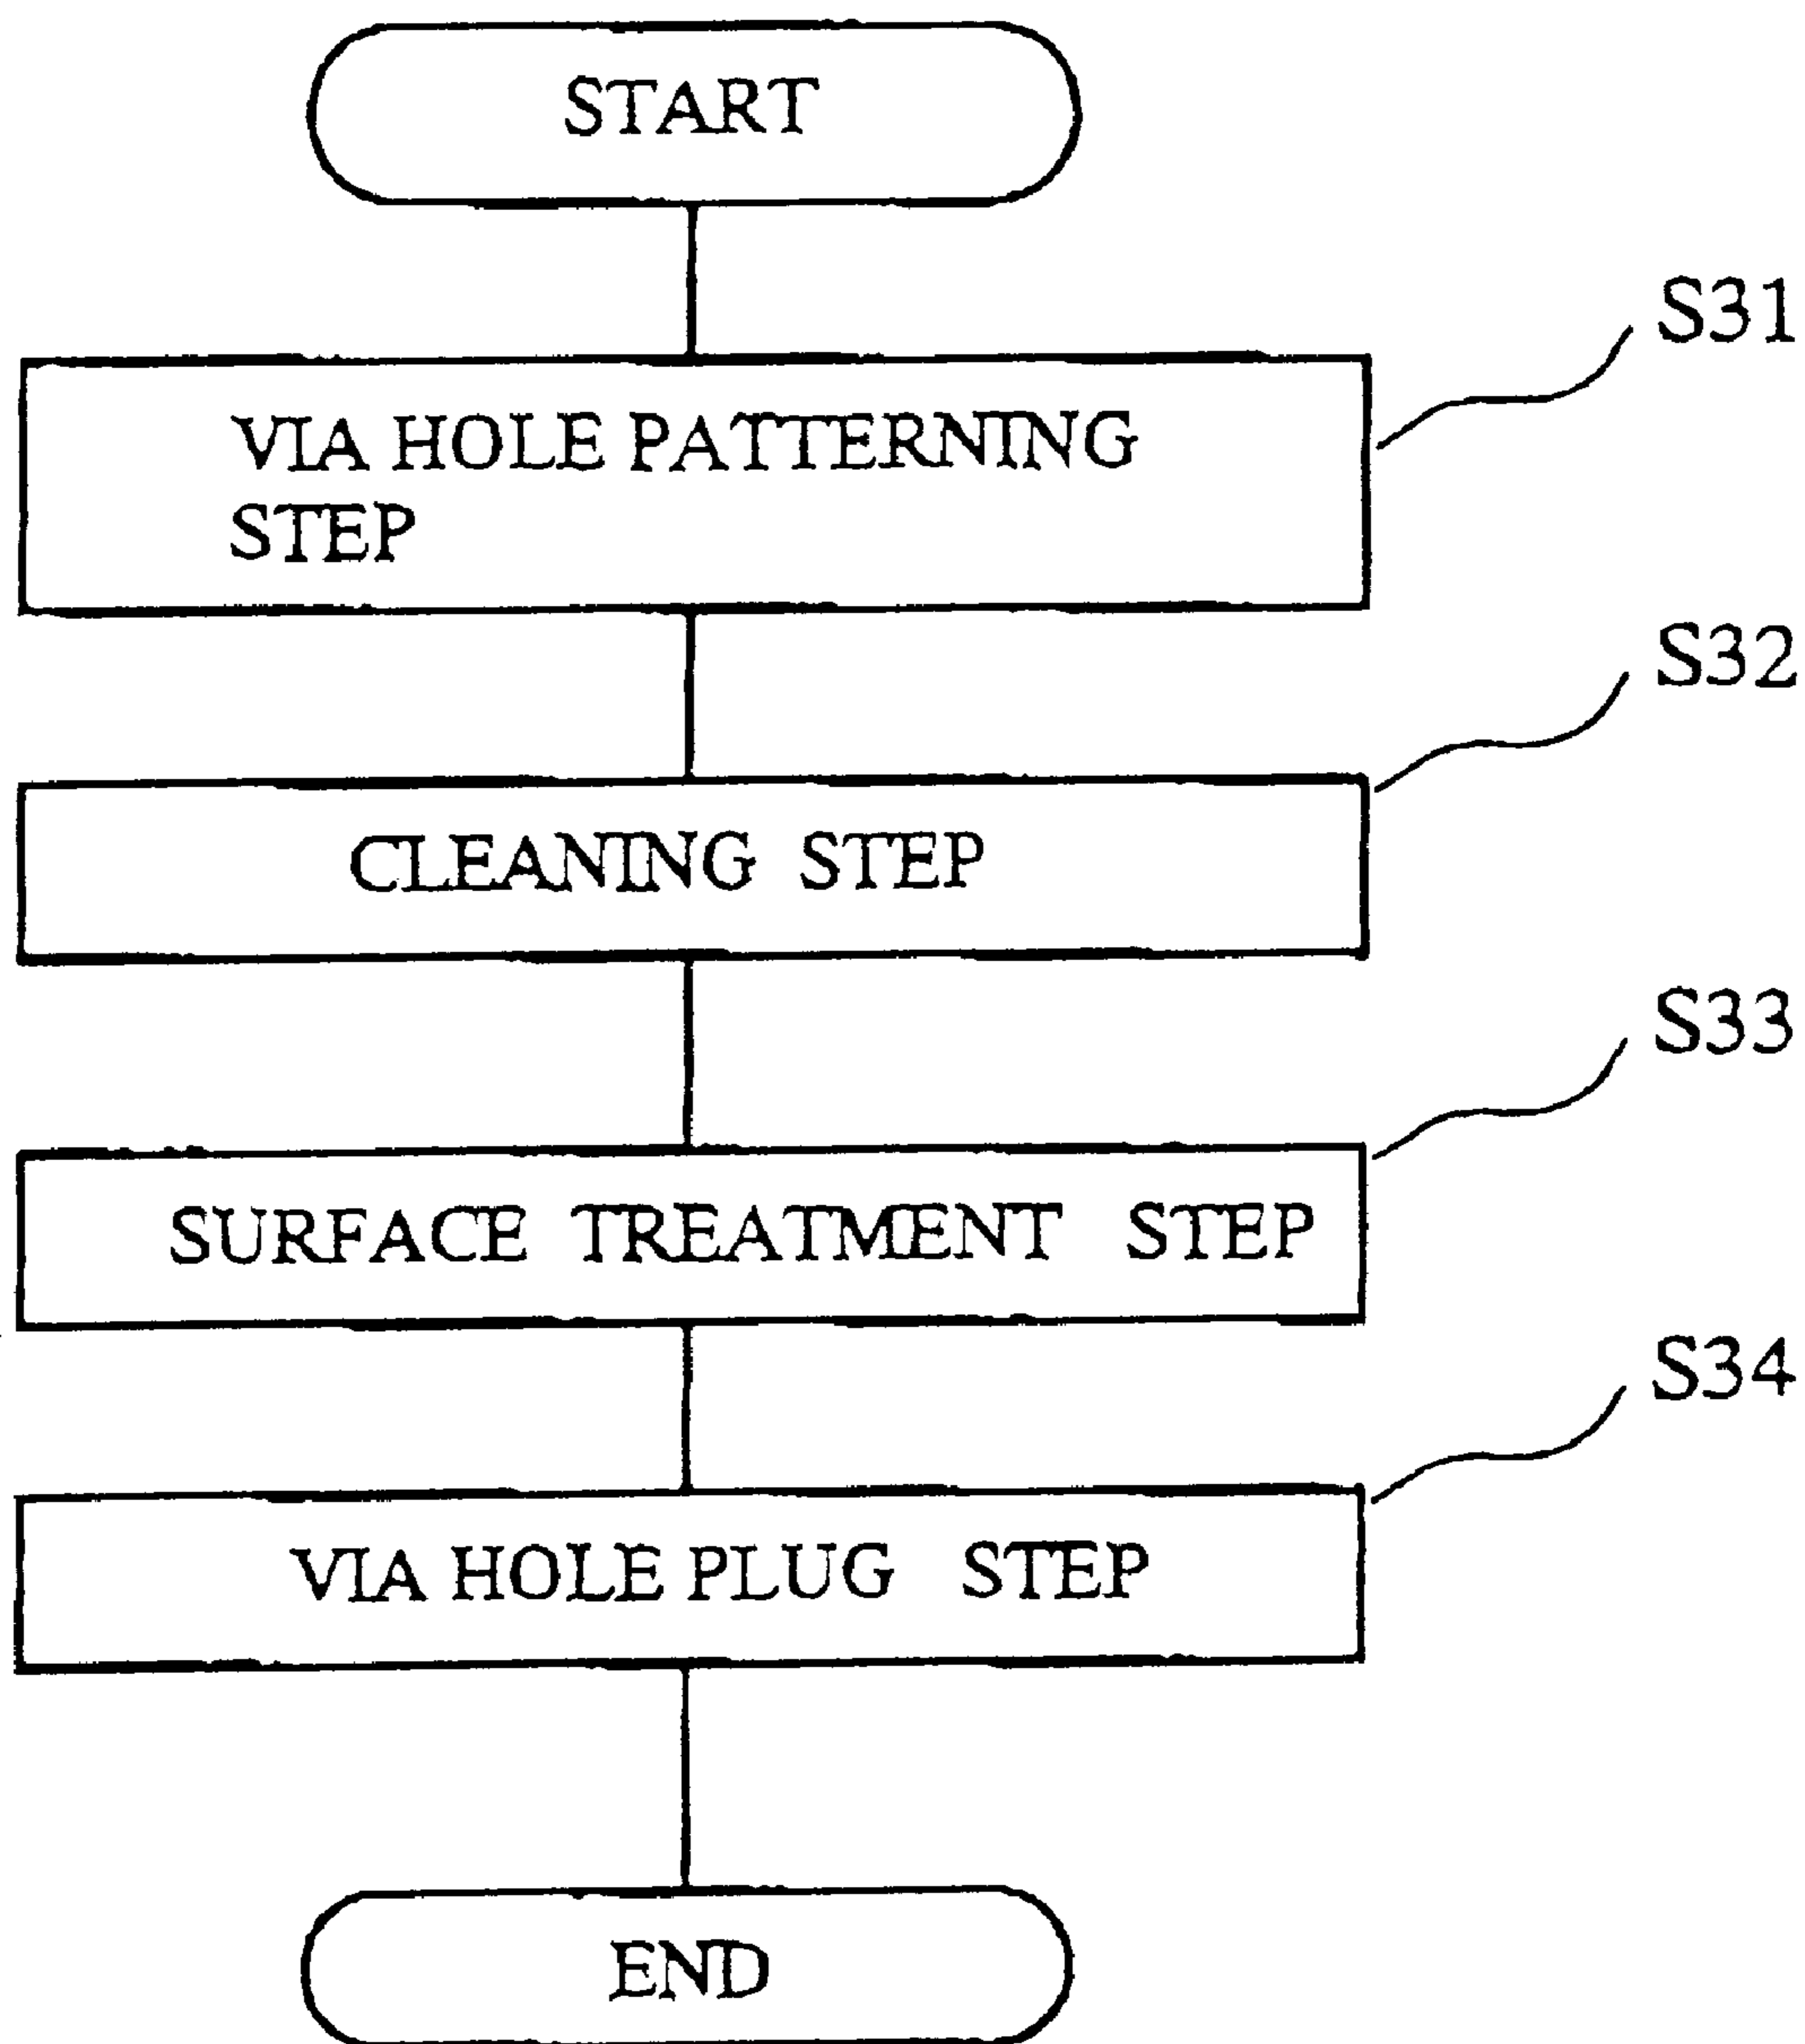 START
S31
VIA HOLE PATTERNING
STEP
S32
CLEANING STEP
S33
SURFACE TREATMENT STEP
S34
VIA HOLE PLUG STEP
END